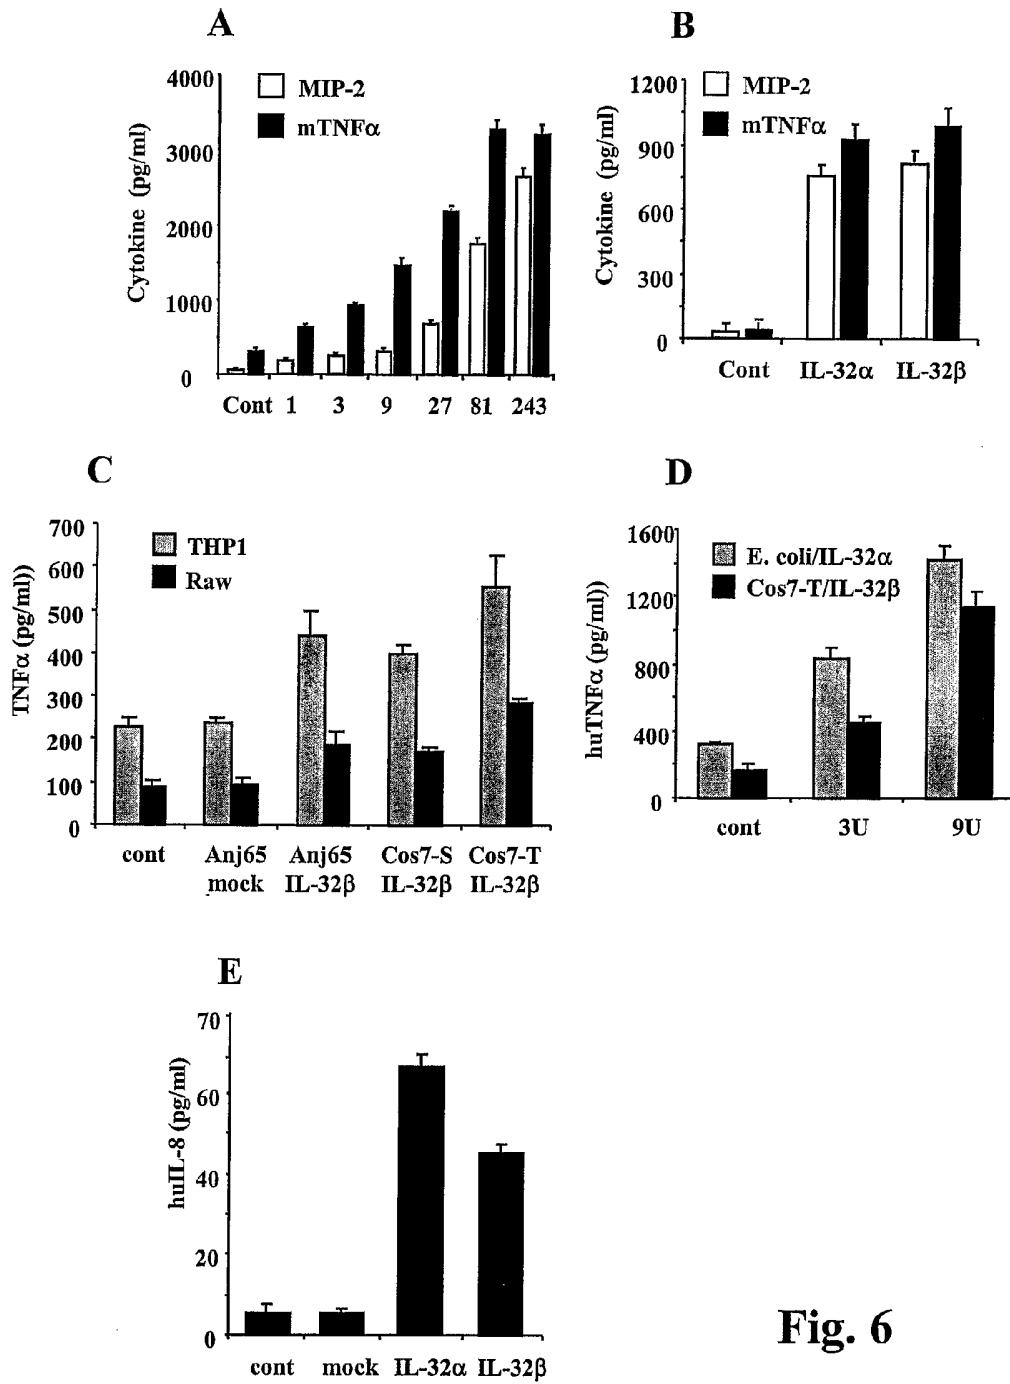 A
4000
3000
2000
1000
0
Cytokine (pg/ml)
MIP-2
mTNFα
Cont 1 3 9 27 81 243
B
1200
900
600
300
0
Cytokine (pg/ml)
MIP-2
mTNFα
Cont IL-32α IL-32β
C
700
600
500
400
300
200
100
0
TNFα (pg/ml))
THP1
Raw
cont Anj65 Anj65 Cos7-S Cos7-T
mock IL-32β IL-32β IL-32β
D
1600
1200
800
400
0
huTNFα (pg/ml))
E. coli/IL-32α
Cos7-T/IL-32β
cont 3U 9U
E
70
60
40
20
0
huIL-8 (pg/ml)
cont mock IL-32α IL-32β
Fig. 6